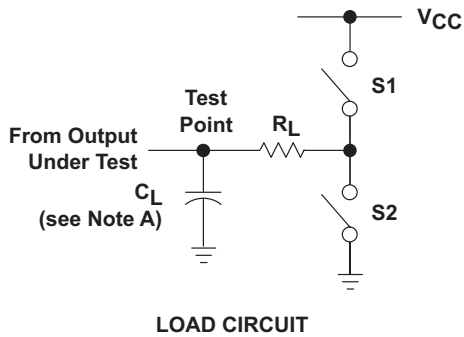 VCC
S1
Test
Point
RL
From Output
Under Test
CL
(see Note A)
S2
LOAD CIRCUIT